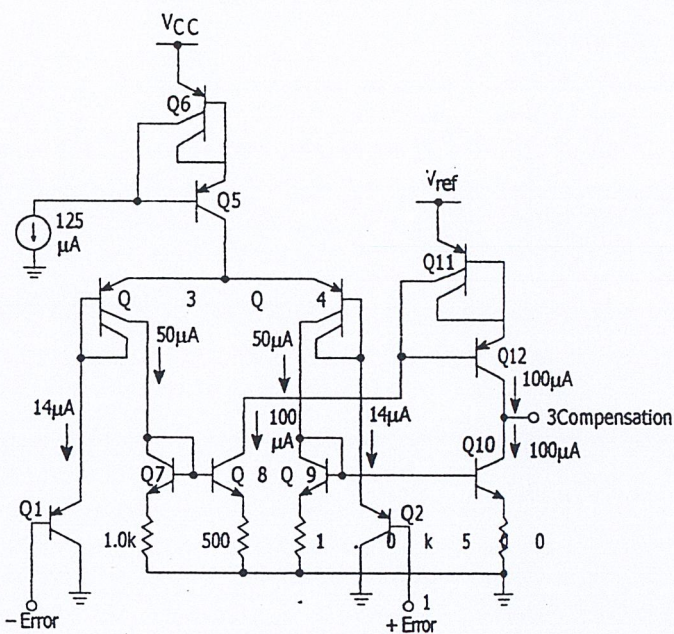 VCC
Q6
Q5
125
µA
Vref
Q11
Q12
Q 3 Q 4
50µA
50µA
14µA
100
µA
14µA
100µA
3Compensation
100µA
Q10
Q7
Q 8
Q 9
Q1
Q2
1.0k
500
1 . 0 k 5 0 0
– Error
+ Error
1